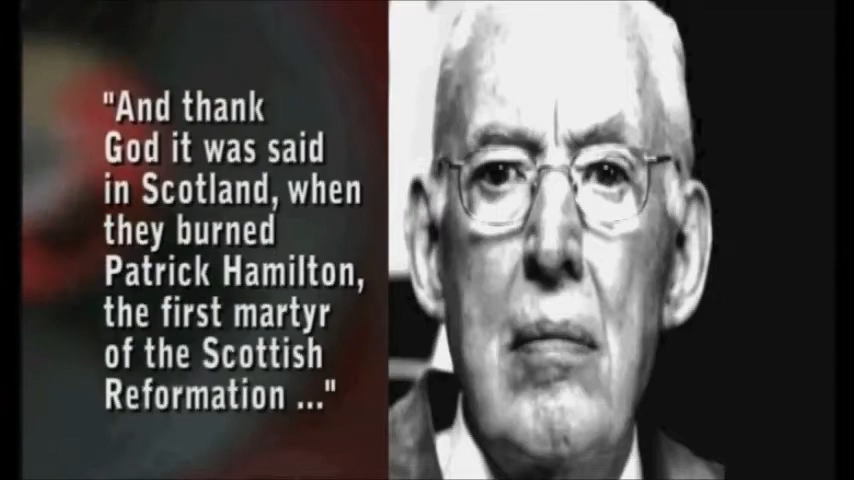 "And thank
God it was said
in Scotland, when
they burned
Patrick Hamilton,
the first martyr
of the Scottish
Reformation ..."